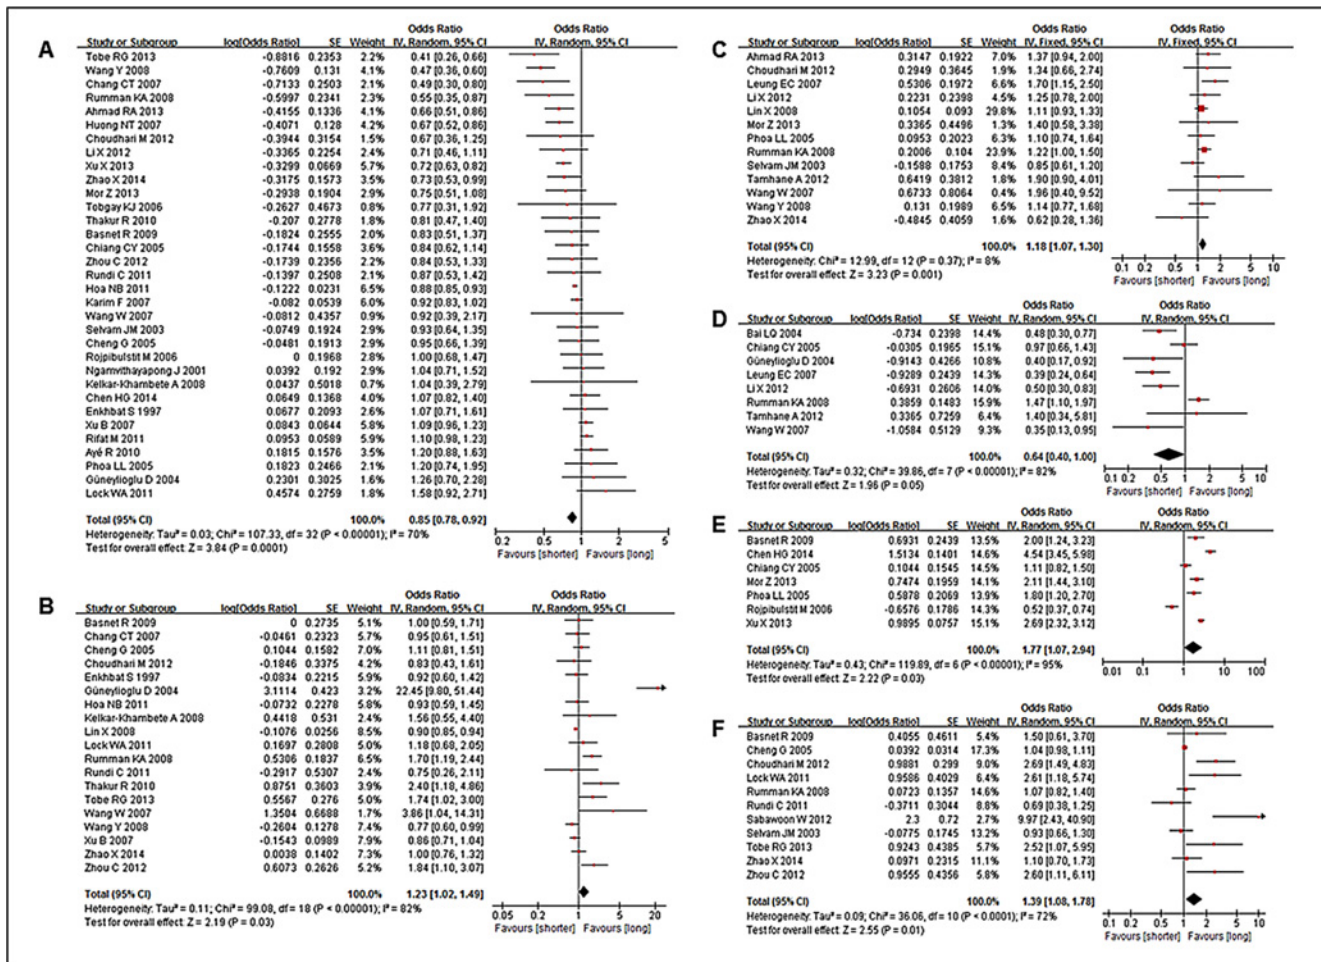 A
Odds Ratio Odds Ratio
Study or Subgroup log[Odds Ratio] SE Weight IV, Random, 95% CI IV, Random, 95% CI
Tobe RG 2013 -0.8816 0.2353 2.2% 0.41 [0.26, 0.66]
Wang Y 2008 -0.7609 0.131 4.1% 0.47 [0.36, 0.60]
Chang CT 2007 -0.7133 0.2503 2.0% 0.49 [0.30, 0.80]
Rumman KA 2008 -0.5997 0.2341 2.2% 0.55 [0.35, 0.87]
Ahmad RA 2013 -0.4155 0.1336 4.0% 0.66 [0.51, 0.86]
Huong NT 2007 -0.4071 0.128 4.1% 0.67 [0.52, 0.86]
Choudhari M 2012 -0.3944 0.3154 1.4% 0.67 [0.36, 1.25]
Li X 2012 -0.3365 0.2254 2.3% 0.71 [0.46, 1.11]
Xu X 2013 -0.3299 0.0669 5.6% 0.72 [0.63, 0.82]
Zhao X 2014 -0.3175 0.1573 3.5% 0.73 [0.53, 0.99]
Mor Z 2013 -0.2938 0.1904 2.9% 0.75 [0.51, 1.08]
Tobgay KJ 2006 -0.2627 0.4673 0.8% 0.77 [0.31, 1.92]
Thakur R 2010 -0.207 0.2778 1.8% 0.81 [0.47, 1.40]
Basnet R 2009 -0.1824 0.2555 2.0% 0.83 [0.51, 1.37]
Chiang CY 2005 -0.1744 0.1558 3.5% 0.84 [0.62, 1.14]
Zhou C 2012 -0.1739 0.2356 2.2% 0.84 [0.53, 1.33]
Rundi C 2011 -0.1397 0.2508 2.0% 0.87 [0.53, 1.42]
Hoa NB 2011 -0.1222 0.0231 6.3% 0.88 [0.85, 0.93]
Karim F 2007 -0.082 0.0539 5.9% 0.92 [0.83, 1.02]
Wang W 2007 -0.0812 0.4357 0.9% 0.92 [0.39, 2.17]
Selvam JM 2003 -0.0749 0.1924 2.8% 0.93 [0.64, 1.35]
Cheng G 2005 -0.0481 0.1913 2.9% 0.95 [0.66, 1.39]
Rojpibulstit M 2006 0 0.1968 2.8% 1.00 [0.68, 1.47]
Ngamvithayapong J 2001 0.0392 0.192 2.8% 1.04 [0.71, 1.52]
Kelkar-Khambete A 2008 0.0437 0.5018 0.7% 1.04 [0.39, 2.79]
Chen HG 2014 0.0649 0.1368 4.0% 1.07 [0.82, 1.40]
Enkhbat S 1997 0.0677 0.2093 2.6% 1.07 [0.71, 1.61]
Xu B 2007 0.0843 0.0644 5.7% 1.09 [0.96, 1.23]
Rifat M 2011 0.0953 0.0589 5.8% 1.10 [0.98, 1.23]
Ayé R 2010 0.1815 0.1576 3.5% 1.20 [0.88, 1.63]
Phoa LL 2005 0.1823 0.2466 2.1% 1.20 [0.74, 1.95]
Güneylioglu D 2004 0.2301 0.3025 1.6% 1.26 [0.70, 2.28]
Lock WA 2011 0.4574 0.2759 1.8% 1.58 [0.92, 2.71]
Total (95% CI) 100.0% 0.85 [0.78, 0.92]
Heterogeneity: Tau² = 0.03; Chi² = 107.33, df = 32 (P < 0.00001); I² = 70%
Test for overall effect: Z = 3.84 (P = 0.0001)
0.2 0.5 1 2 5
Favours [shorter] Favours [long]
B
Odds Ratio Odds Ratio
Study or Subgroup log[Odds Ratio] SE Weight IV, Random, 95% CI IV, Random, 95% CI
Basnet R 2009 0 0.2735 5.1% 1.00 [0.59, 1.71]
Chang CT 2007 -0.0461 0.2323 5.7% 0.95 [0.61, 1.51]
Cheng G 2005 0.1044 0.1582 6.9% 1.11 [0.81, 1.51]
Choudhari M 2012 -0.1846 0.3375 4.2% 0.83 [0.43, 1.61]
Enkhbat S 1997 -0.0834 0.2215 5.8% 0.92 [0.60, 1.42]
Güneylioglu D 2004 3.1114 0.423 3.2% 22.45 [9.80, 51.44]
Hoa NB 2011 -0.0732 0.2278 5.7% 0.93 [0.59, 1.45]
Kelkar-Khambete A 2008 0.4418 0.531 2.4% 1.56 [0.55, 4.40]
Lin X 2008 -0.1076 0.0256 8.5% 0.90 [0.85, 0.94]
Lock WA 2011 0.1697 0.2808 5.0% 1.18 [0.68, 2.05]
Rumman KA 2008 0.5306 0.1837 6.5% 1.70 [1.19, 2.44]
Rundi C 2011 -0.2917 0.5307 2.4% 0.75 [0.26, 2.11]
Thakur R 2010 0.8751 0.3603 3.9% 2.40 [1.18, 4.86]
Tobe RG 2013 0.5567 0.276 5.0% 1.74 [1.02, 3.00]
Wang W 2007 1.3504 0.6688 1.7% 3.86 [1.04, 14.31]
Wang Y 2008 -0.2604 0.1278 7.4% 0.77 [0.60, 0.99]
Xu B 2007 -0.1543 0.0989 7.8% 0.86 [0.71, 1.04]
Zhao X 2014 0.0038 0.1402 7.3% 1.00 [0.76, 1.32]
Zhou C 2012 0.6073 0.2626 5.2% 1.84 [1.10, 3.07]
Total (95% CI) 100.0% 1.23 [1.02, 1.49]
Heterogeneity: Tau² = 0.11; Chi² = 99.08, df = 18 (P < 0.00001); I² = 82%
Test for overall effect: Z = 2.19 (P = 0.03)
0.05 0.2 1 5 20
Favours [shorter] Favours [long]
C
Odds Ratio Odds Ratio
Study or Subgroup log[Odds Ratio] SE Weight IV, Fixed, 95% CI IV, Fixed, 95% CI
Ahmad RA 2013 0.3147 0.1922 7.0% 1.37 [0.94, 2.00]
Choudhari M 2012 0.2949 0.3645 1.9% 1.34 [0.66, 2.74]
Leung EC 2007 0.5306 0.1972 6.6% 1.70 [1.15, 2.50]
Li X 2012 0.2231 0.2398 4.5% 1.25 [0.78, 2.00]
Lin X 2008 0.1054 0.093 29.8% 1.11 [0.93, 1.33]
Mor Z 2013 0.3365 0.4496 1.3% 1.40 [0.58, 3.38]
Phoa LL 2005 0.0953 0.2023 6.3% 1.10 [0.74, 1.64]
Rumman KA 2008 0.2006 0.104 23.9% 1.22 [1.00, 1.50]
Selvam JM 2003 -0.1588 0.1753 8.4% 0.85 [0.61, 1.20]
Tamhane A 2012 0.6419 0.3812 1.8% 1.90 [0.90, 4.01]
Wang W 2007 0.6733 0.8064 0.4% 1.96 [0.40, 9.52]
Wang Y 2008 0.131 0.1989 6.5% 1.14 [0.77, 1.68]
Zhao X 2014 -0.4845 0.4059 1.6% 0.62 [0.28, 1.36]
Total (95% CI) 100.0% 1.18 [1.07, 1.30]
Heterogeneity: Chi² = 12.99, df = 12 (P = 0.37); I² = 8%
Test for overall effect: Z = 3.23 (P = 0.001)
0.1 0.2 0.5 1 2 5 10
Favours [shorter] Favours [long]
D
Odds Ratio Odds Ratio
Study or Subgroup log[Odds Ratio] SE Weight IV, Random, 95% CI IV, Random, 95% CI
Bai LQ 2004 -0.734 0.2398 14.4% 0.48 [0.30, 0.77]
Chiang CY 2005 -0.0305 0.1965 15.2% 0.97 [0.66, 1.43]
Güneylioglu D 2004 -0.9143 0.4266 10.8% 0.40 [0.17, 0.92]
Leung EC 2007 -0.9289 0.2439 14.3% 0.39 [0.24, 0.64]
Li X 2012 -0.6931 0.2606 14.1% 0.50 [0.30, 0.83]
Rumman KA 2008 0.3859 0.1483 15.9% 1.47 [1.10, 1.97]
Tamhane A 2012 0.3365 0.7259 6.4% 1.40 [0.34, 5.81]
Wang W 2007 -1.0584 0.5129 9.3% 0.35 [0.13, 0.95]
Total (95% CI) 100.0% 0.64 [0.40, 1.00]
Heterogeneity: Tau² = 0.32; Chi² = 39.86, df = 7 (P < 0.00001); I² = 82%
Test for overall effect: Z = 1.96 (P = 0.05)
0.1 0.2 0.5 1 2 5 10
Favours [shorter] Favours [long]
E
Odds Ratio Odds Ratio
Study or Subgroup log[Odds Ratio] SE Weight IV, Random, 95% CI IV, Random, 95% CI
Basnet R 2009 0.6931 0.2439 13.5% 2.00 [1.24, 3.23]
Chen HG 2014 1.5134 0.1401 14.6% 4.54 [3.45, 5.98]
Chiang CY 2005 0.1044 0.1545 14.5% 1.11 [0.82, 1.50]
Mor Z 2013 0.7474 0.1959 14.1% 2.11 [1.44, 3.10]
Phoa LL 2005 0.5878 0.2069 13.9% 1.80 [1.20, 2.70]
Rojpibulstit M 2006 -0.6576 0.1786 14.3% 0.52 [0.37, 0.74]
Xu X 2013 0.9895 0.0757 15.1% 2.69 [2.32, 3.12]
Total (95% CI) 100.0% 1.77 [1.07, 2.94]
Heterogeneity: Tau² = 0.43; Chi² = 119.89, df = 6 (P < 0.00001); I² = 95%
Test for overall effect: Z = 2.22 (P = 0.03)
0.01 0.1 1 10 100
Favours [shorter] Favours [long]
F
Odds Ratio Odds Ratio
Study or Subgroup log[Odds Ratio] SE Weight IV, Random, 95% CI IV, Random, 95% CI
Basnet R 2009 0.4055 0.4611 5.4% 1.50 [0.61, 3.70]
Cheng G 2005 0.0392 0.0314 17.3% 1.04 [0.98, 1.11]
Choudhari M 2012 0.9881 0.299 9.0% 2.69 [1.49, 4.83]
Lock WA 2011 0.9586 0.4029 6.4% 2.61 [1.18, 5.74]
Rumman KA 2008 0.0723 0.1357 14.6% 1.07 [0.82, 1.40]
Rundi C 2011 -0.3711 0.3044 8.8% 0.69 [0.38, 1.25]
Sabawoon W 2012 2.3 0.72 2.7% 9.97 [2.43, 40.90]
Selvam JM 2003 -0.0775 0.1745 13.2% 0.93 [0.66, 1.30]
Tobe RG 2013 0.9243 0.4385 5.7% 2.52 [1.07, 5.95]
Zhao X 2014 0.0971 0.2315 11.1% 1.10 [0.70, 1.73]
Zhou C 2012 0.9555 0.4356 5.8% 2.60 [1.11, 6.11]
Total (95% CI) 100.0% 1.39 [1.08, 1.78]
Heterogeneity: Tau² = 0.09; Chi² = 36.06, df = 10 (P < 0.0001); I² = 72%
Test for overall effect: Z = 2.55 (P = 0.01)
0.1 0.2 0.5 1 2 5 10
Favours [shorter] Favours [long]